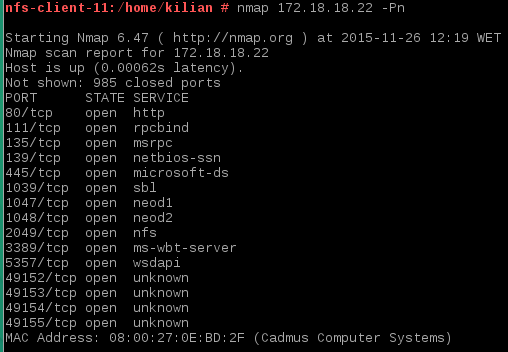 nfs-client-11:/home/kilian # nmap 172.18.18.22 -Pn
Starting Nmap 6.47 ( http://nmap.org ) at 2015-11-26 12:19 WET
Nmap scan report for 172.18.18.22
Host is up (0.00062s latency).
Not shown: 985 closed ports
PORT      STATE SERVICE
80/tcp    open  http
111/tcp   open  rpcbind
135/tcp   open  msrpc
139/tcp   open  netbios-ssn
445/tcp   open  microsoft-ds
1039/tcp  open  sbl
1047/tcp  open  neod1
1048/tcp  open  neod2
2049/tcp  open  nfs
3389/tcp  open  ms-wbt-server
5357/tcp  open  wsdapi
49152/tcp open  unknown
49153/tcp open  unknown
49154/tcp open  unknown
49155/tcp open  unknown
MAC Address: 08:00:27:0E:BD:2F (Cadmus Computer Systems)